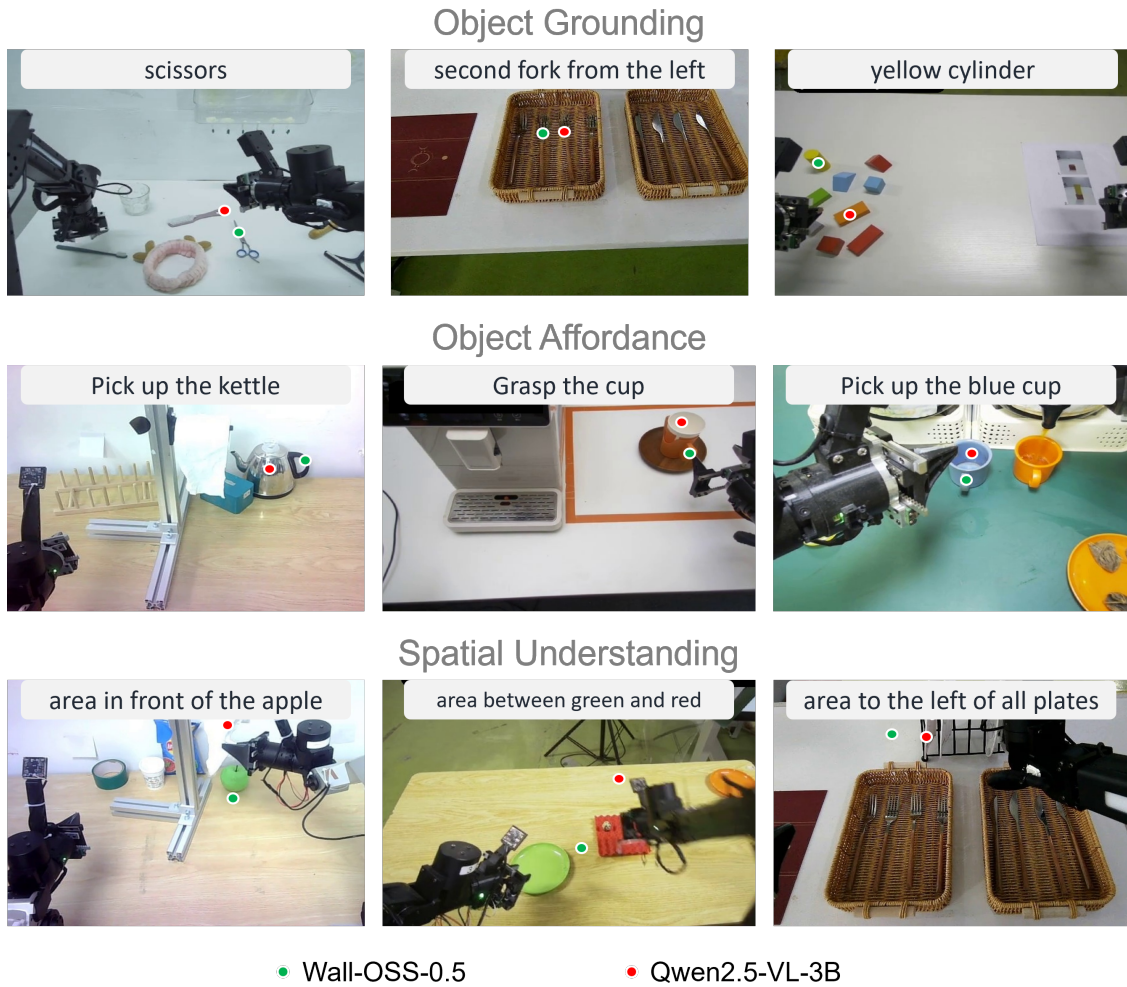 Object Grounding
scissors
second fork from the left
yellow cylinder
Object Affordance
Pick up the kettle
Grasp the cup
Pick up the blue cup
Spatial Understanding
area in front of the apple
area between green and red
area to the left of all plates
Wall-OSS-0.5
Qwen2.5-VL-3B